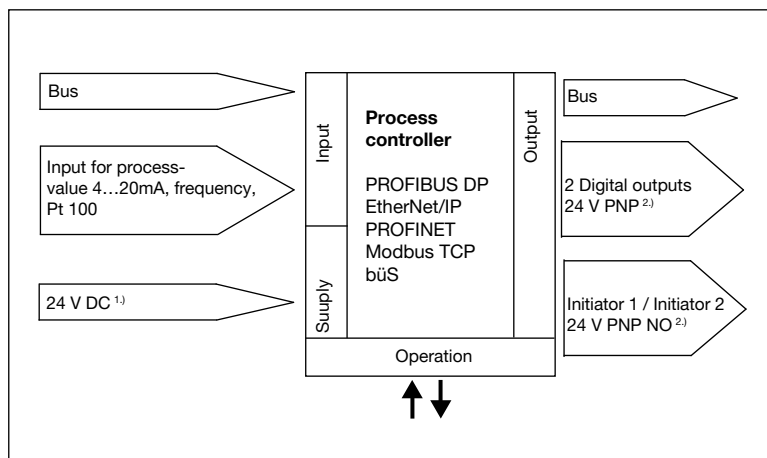 Bus
Input for process-
value 4…20mA, frequency,
Pt 100
24 V DC 1.)
Input
Suuply
Process
controller
PROFIBUS DP
EtherNet/IP
PROFINET
Modbus TCP
büS
Output
Operation
Bus
2 Digital outputs
24 V PNP 2.)
Initiator 1 / Initiator 2
24 V PNP NO 2.)